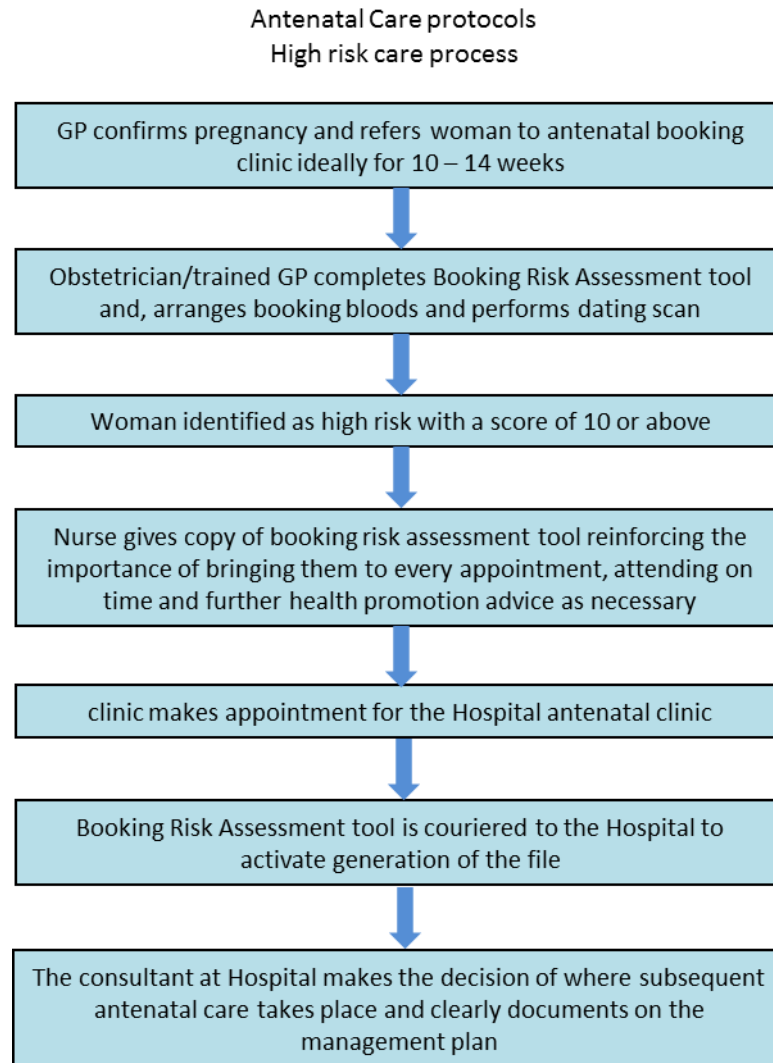 Antenatal Care protocols
High risk care process
GP confirms pregnancy and refers woman to antenatal booking
clinic ideally for 10 – 14 weeks
Obstetrician/trained GP completes Booking Risk Assessment tool
and, arranges booking bloods and performs dating scan
Woman identified as high risk with a score of 10 or above
Nurse gives copy of booking risk assessment tool reinforcing the
importance of bringing them to every appointment, attending on
time and further health promotion advice as necessary
clinic makes appointment for the Hospital antenatal clinic
Booking Risk Assessment tool is couriered to the Hospital to
activate generation of the file
The consultant at Hospital makes the decision of where subsequent
antenatal care takes place and clearly documents on the
management plan